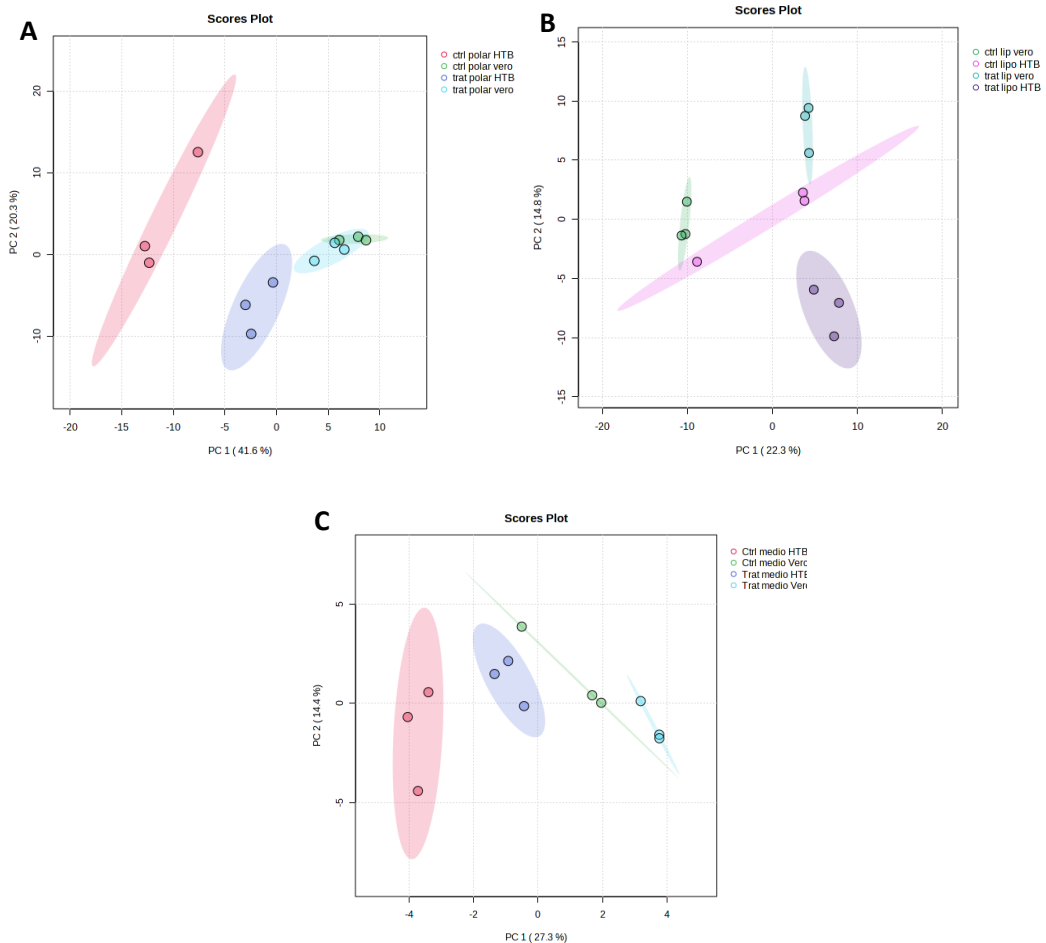 A
Scores Plot
ctrl polar HTB
ctrl polar vero
trat polar HTB
trat polar vero
20
10
0
-10
PC 2 ( 20.3 %)
-20
-15
-10
-5
0
5
10
PC 1 ( 41.6 %)
B
Scores Plot
ctrl lip vero
ctrl lipo HTB
trat lip vero
trat lipo HTB
15
10
5
0
-5
-10
-15
PC 2 ( 14.8 %)
-20
-10
0
10
20
PC 1 ( 22.3 %)
C
Scores Plot
Ctrl medio HTB
Ctrl medio Verc
Trat medio HTE
Trat medio Verc
5
0
-5
PC 2 ( 14.4 %)
-4
-2
0
2
4
PC 1 ( 27.3 %)